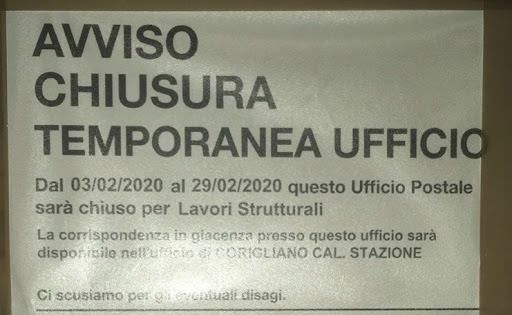 AVVISO
CHIUSURA
TEMPORANEA UFFICIO
Dal 03/02/2020 al 29/02/2020 questo Ufficio Postale
sarà chiuso per Lavori Strutturali
La corrispondenza in giacenza presso questo ufficio sarà
disponibile nell'ufficio di CORIGLIANO CAL. STAZIONE
Ci scusiamo per gli eventuali disagi.